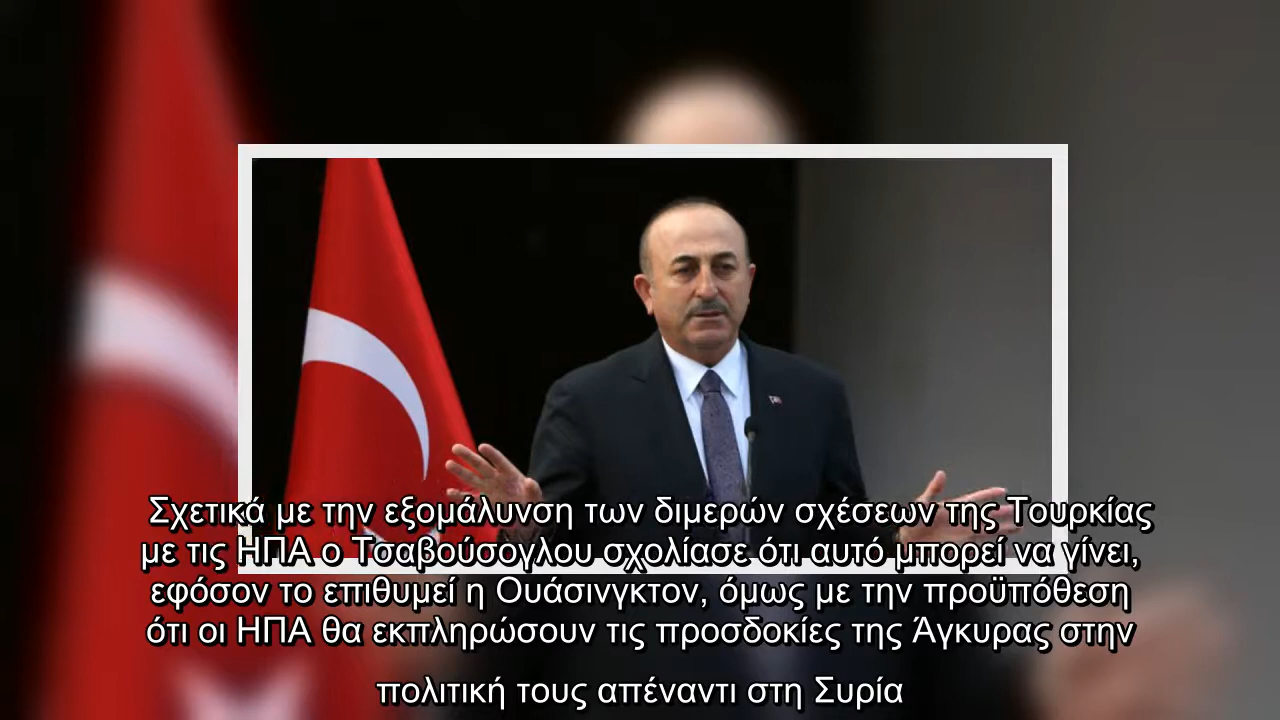 Σχετικά με την εξομάλυνση των διμερών σχέσεων της Τουρκίας
με τις ΗΠΑ ο Τσαβούσογλου σχολίασε ότι αυτό μπορεί να γίνει,
εφόσον το επιθυμεί η Ουάσινγκτον, όμως με την προϋπόθεση
ότι οι ΗΠΑ θα εκπληρώσουν τις προσδοκίες της Άγκυρας στην
πολιτική τους απέναντι στη Συρία